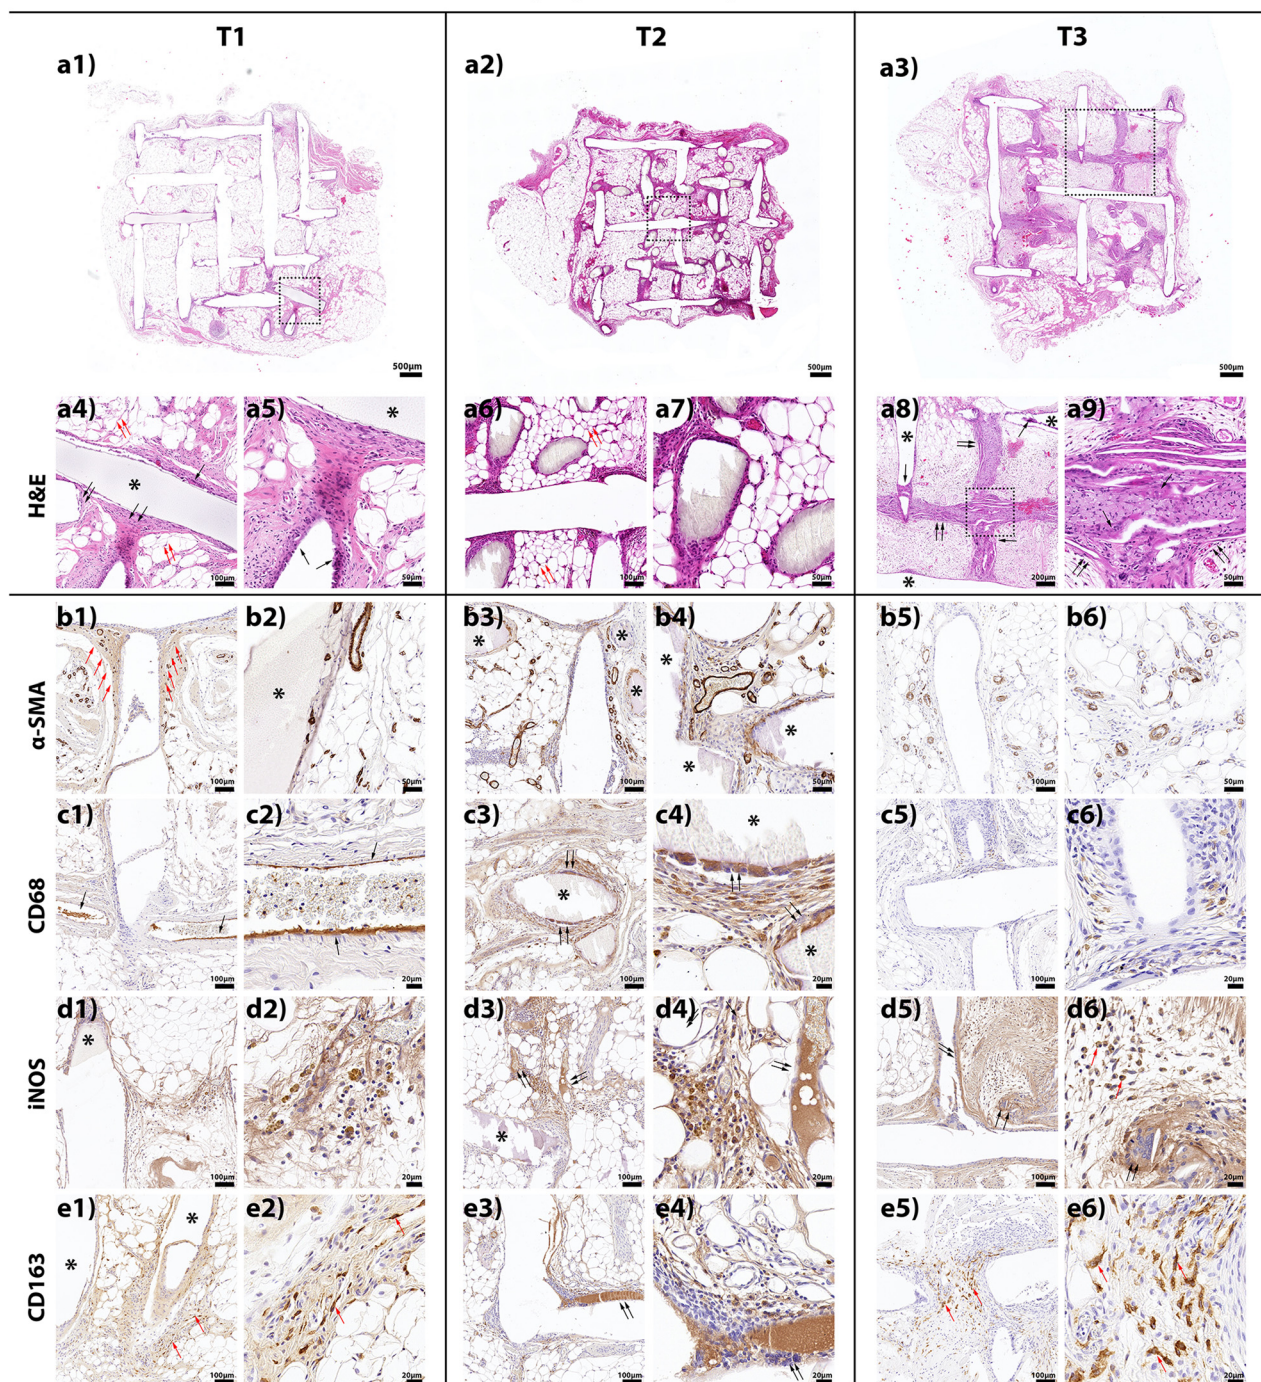 T1 T2 T3
a1) a2) a3)
500µm 500µm 500µm
H&E
a4) a5) a6) a7) a8) a9)
* * * * *
100µm 50µm 100µm 50µm 200µm 50µm
α-SMA
b1) b2) b3) b4) b5) b6)
* * * * * * *
100µm 50µm 100µm 50µm 100µm 50µm
CD68
c1) c2) c3) c4) c5) c6)
* * *
100µm 20µm 100µm 20µm 100µm 20µm
iNOS
d1) d2) d3) d4) d5) d6)
* *
100µm 20µm 100µm 20µm 100µm 20µm
CD163
e1) e2) e3) e4) e5) e6)
* *
100µm 20µm 100µm 20µm 100µm 20µm